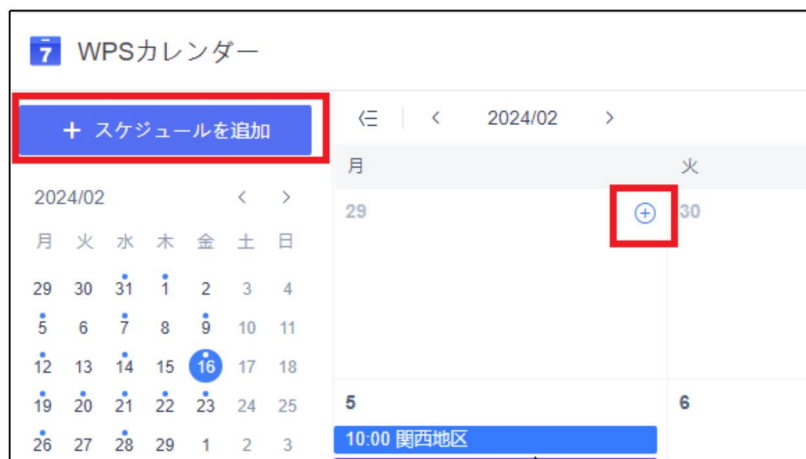 7 WPSカレンダー
+ スケジュールを追加
2024/02
月 火 水 木 金 土 日
29 30 31 1 2 3 4
5 6 7 8 9 10 11
12 13 14 15 16 17 18
19 20 21 22 23 24 25
26 27 28 29 1 2 3
2024/02
月 火
29 30
5 6
10:00 関西地区